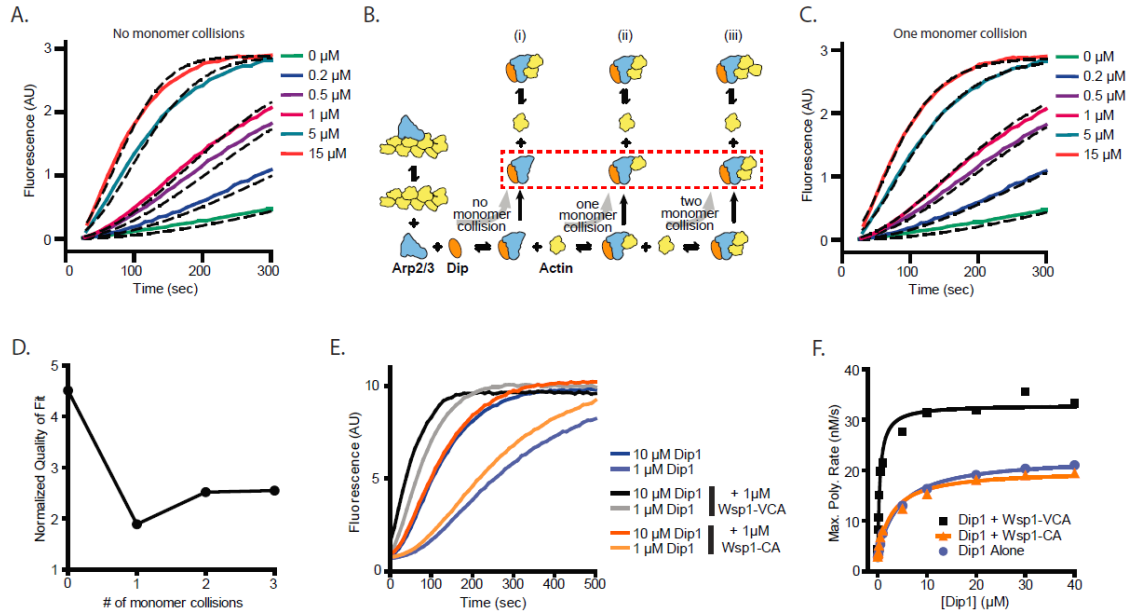 A.
No monomer collisions
Fluorescence (AU)
3
2
1
0
0
100
200
300
Time (sec)
0 µM
0.2 µM
0.5 µM
1 µM
5 µM
15 µM
B.
(i) (ii) (iii)
+ + +
no monomer collision
one monomer collision
two monomer collision
+
+ + +
Arp2/3 Dip Actin
C.
One monomer collision
Fluorescence (AU)
3
2
1
0
0
100
200
300
Time (sec)
0 µM
0.2 µM
0.5 µM
1 µM
5 µM
15 µM
D.
Normalized Quality of Fit
5
4
3
2
1
0
1
2
3
# of monomer collisions
E.
Fluorescence (AU)
10
5
0
0
100
200
300
400
500
Time (sec)
10 µM Dip1
1 µM Dip1
10 µM Dip1 + 1µM
1 µM Dip1 Wsp1-VCA
10 µM Dip1 + 1µM
1 µM Dip1 Wsp1-CA
F.
Max. Poly. Rate (nM/s)
40
30
20
10
0
0
10
20
30
40
[Dip1] (µM)
Dip1 + Wsp1-VCA
Dip1 + Wsp1-CA
Dip1 Alone